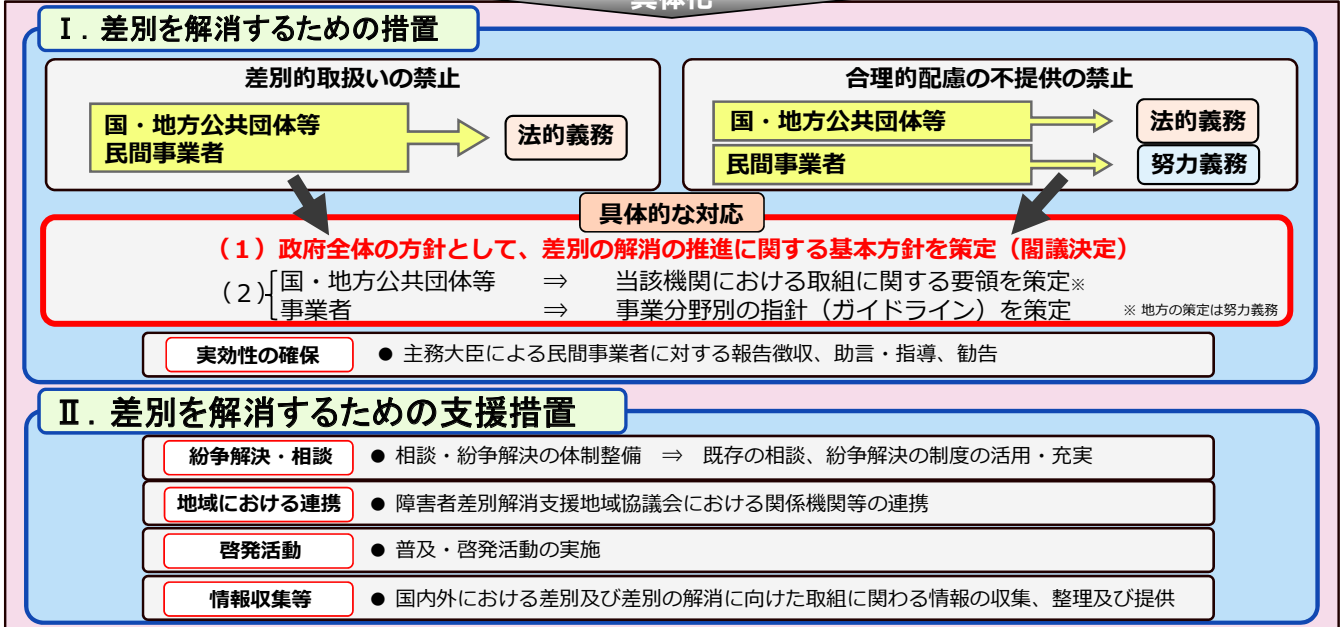 具体化
Ⅰ．差別を解消するための措置
差別的取扱いの禁止
国・地方公共団体等
民間事業者
法的義務
合理的配慮の不提供の禁止
国・地方公共団体等
法的義務
民間事業者
努力義務
具体的な対応
（１）政府全体の方針として、差別の解消の推進に関する基本方針を策定（閣議決定）
（２） 国・地方公共団体等 ⇒ 当該機関における取組に関する要領を策定※
事業者 ⇒ 事業分野別の指針（ガイドライン）を策定 ※ 地方の策定は努力義務
実効性の確保 ● 主務大臣による民間事業者に対する報告徴収、助言・指導、勧告
Ⅱ．差別を解消するための支援措置
紛争解決・相談 ● 相談・紛争解決の体制整備 ⇒ 既存の相談、紛争解決の制度の活用・充実
地域における連携 ● 障害者差別解消支援地域協議会における関係機関等の連携
啓発活動 ● 普及・啓発活動の実施
情報収集等 ● 国内外における差別及び差別の解消に向けた取組に関わる情報の収集、整理及び提供